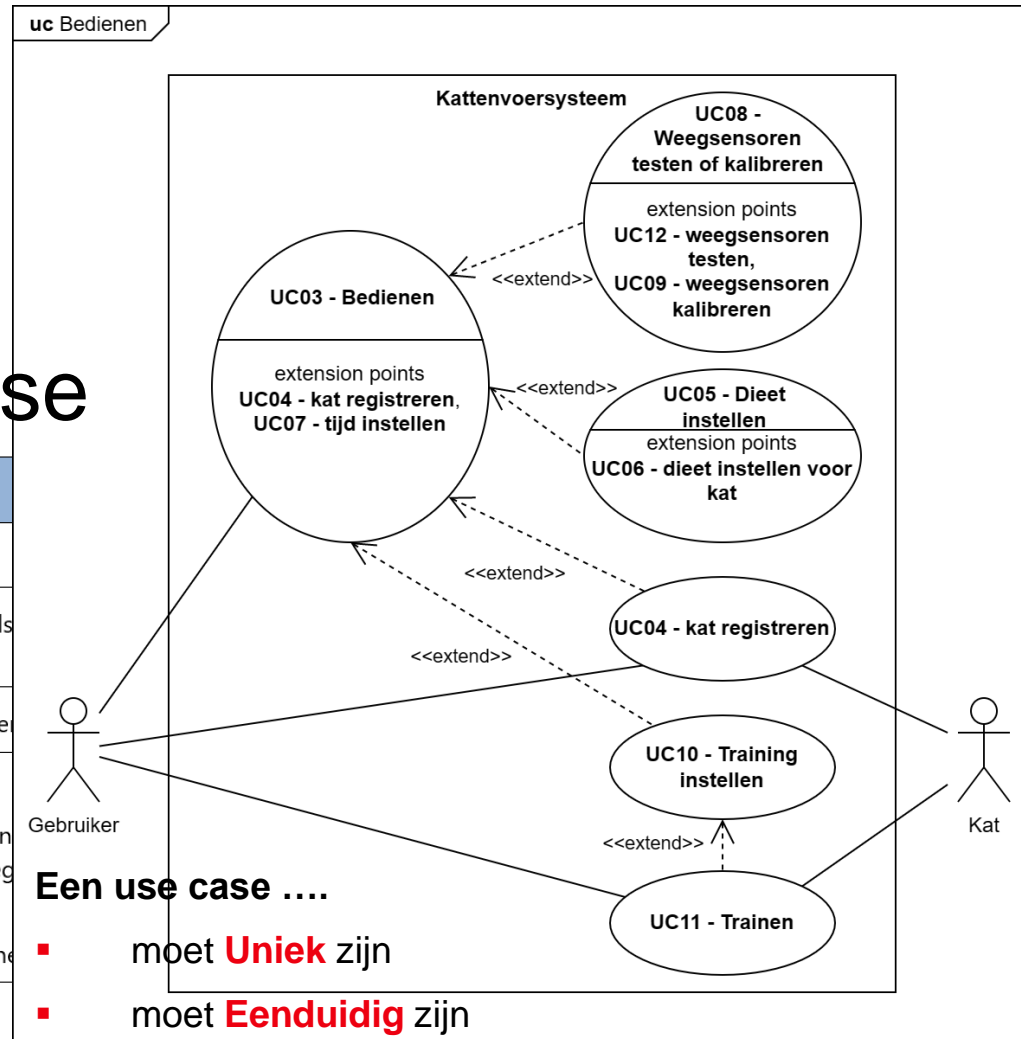 uc Bedienen
Kattenvoersysteem
UC08 -
Weegsensoren
testen of kalibreren
extension points
UC12 - weegsensoren
testen,
UC09 - weegsensoren
kalibreren
<<extend>>
UC03 - Bedienen
extension points
UC04 - kat registreren,
UC07 - tijd instellen
<<extend>>
UC05 - Dieet
instellen
extension points
UC06 - dieet instellen voor
kat
<<extend>>
UC04 - kat registreren
<<extend>>
UC10 - Training
instellen
<<extend>>
UC11 - Trainen
Gebruiker
Kat
se
Een use case ....
▪ moet Uniek zijn
▪ moet Eenduidig zijn